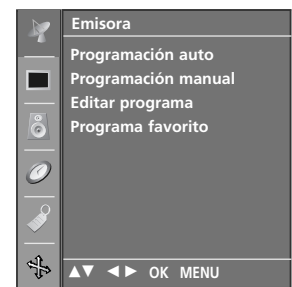 Emisora
Programación auto
Programación manual
Editar programa
Programa favorito
▲▼ ◄► OK MENU